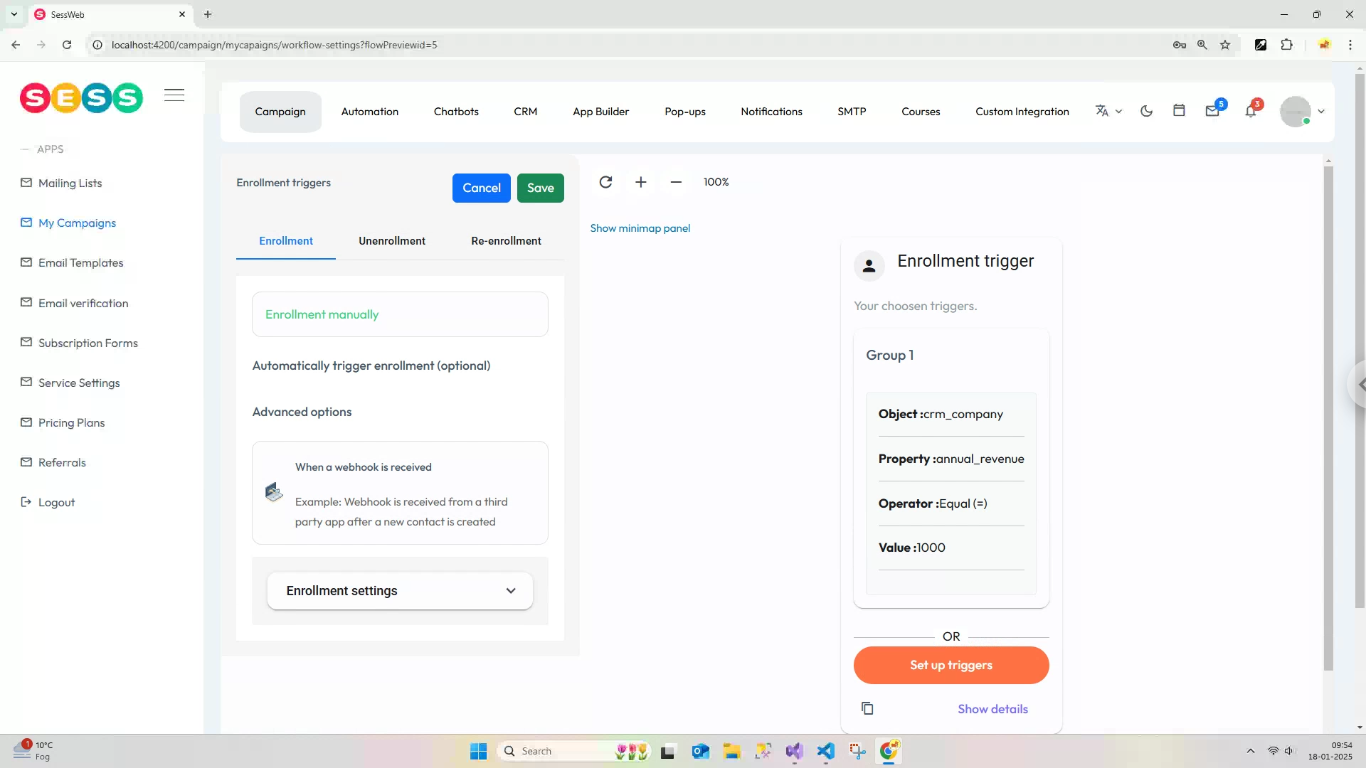 SessWeb
localhost:4200/campaign/mycapaigns/workflow-settings?flowPreviewid=5
SESS
APPS
Mailing Lists
My Campaigns
Email Templates
Email verification
Subscription Forms
Service Settings
Pricing Plans
Referrals
Logout
Campaign
Automation
Chatbots
CRM
App Builder
Pop-ups
Notifications
SMTP
Courses
Custom Integration
5
3
Enrollment triggers
Cancel
Save
Enrollment
Unenrollment
Re-enrollment
Enrollment manually
Automatically trigger enrollment (optional)
Advanced options
When a webhook is received
Example: Webhook is received from a third
party app after a new contact is created
Enrollment settings
100%
Show minimap panel
Enrollment trigger
Your choosen triggers.
Group 1
Object :crm_company
Property :annual_revenue
Operator :Equal (=)
Value :1000
OR
Set up triggers
Show details
1
10°C
Fog
Search
09:54
18-01-2025